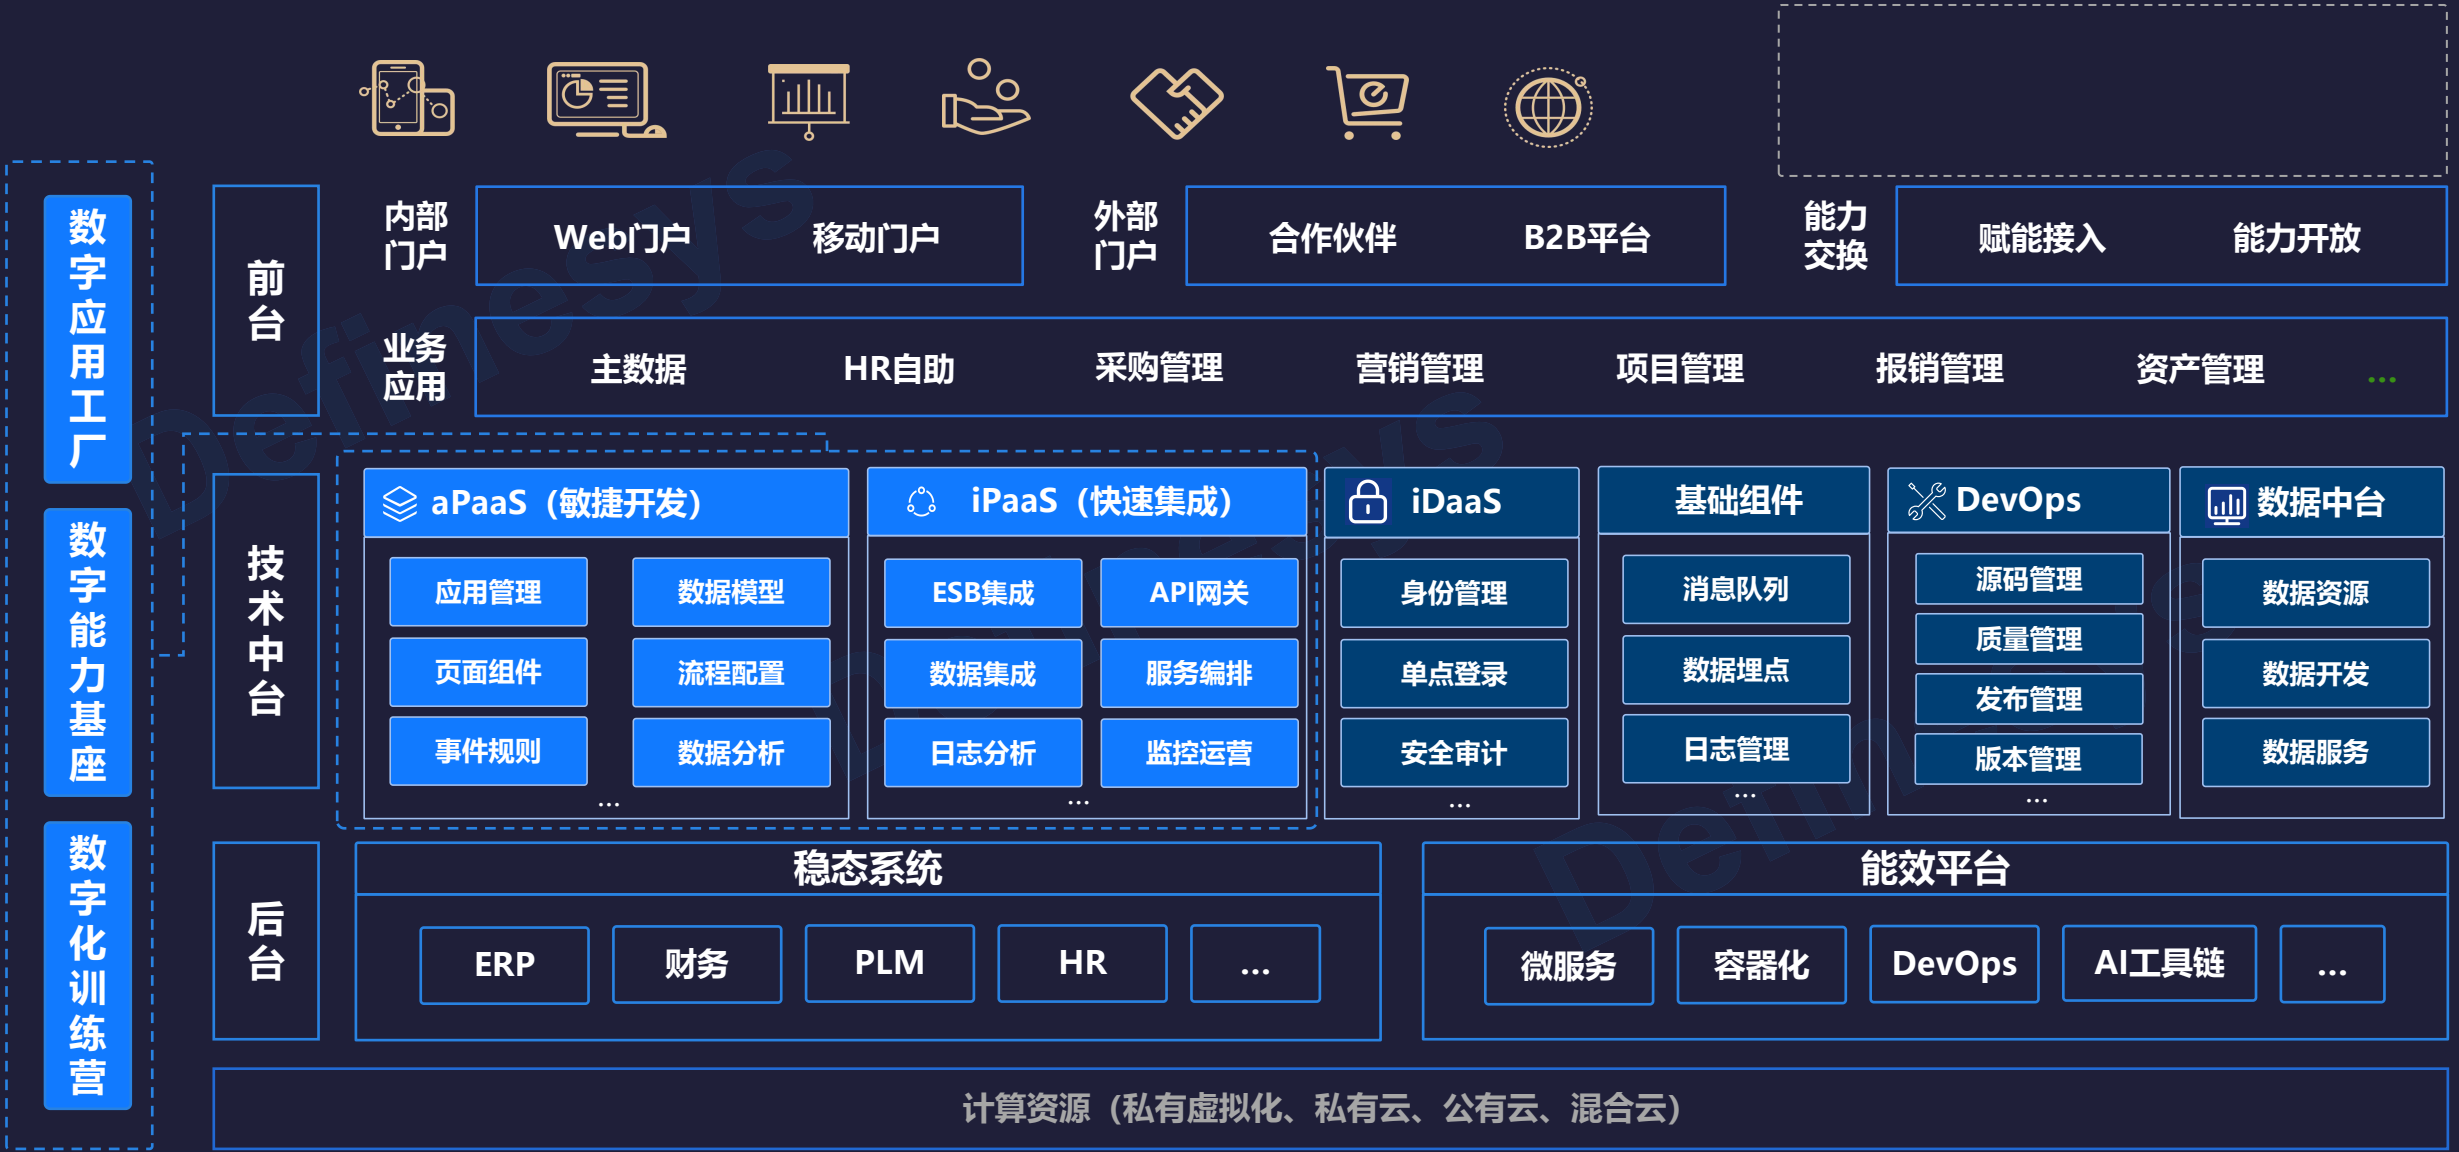 数字应用工厂
数字能力基座
数字化训练营
前台
内部门户
Web门户
移动门户
外部门户
合作伙伴
B2B平台
能力交换
赋能接入
能力开放
业务应用
主数据
HR自助
采购管理
营销管理
项目管理
报销管理
资产管理
...
技术中台
aPaaS（敏捷开发）
应用管理
数据模型
页面组件
流程配置
事件规则
数据分析
...
iPaaS（快速集成）
ESB集成
API网关
数据集成
服务编排
日志分析
监控运营
...
iDaaS
身份管理
单点登录
安全审计
...
基础组件
消息队列
数据埋点
日志管理
...
DevOps
源码管理
质量管理
发布管理
版本管理
...
数据中台
数据资源
数据开发
数据服务
后台
稳态系统
ERP
财务
PLM
HR
...
能效平台
微服务
容器化
DevOps
AI工具链
...
计算资源（私有虚拟化、私有云、公有云、混合云）
Definesys